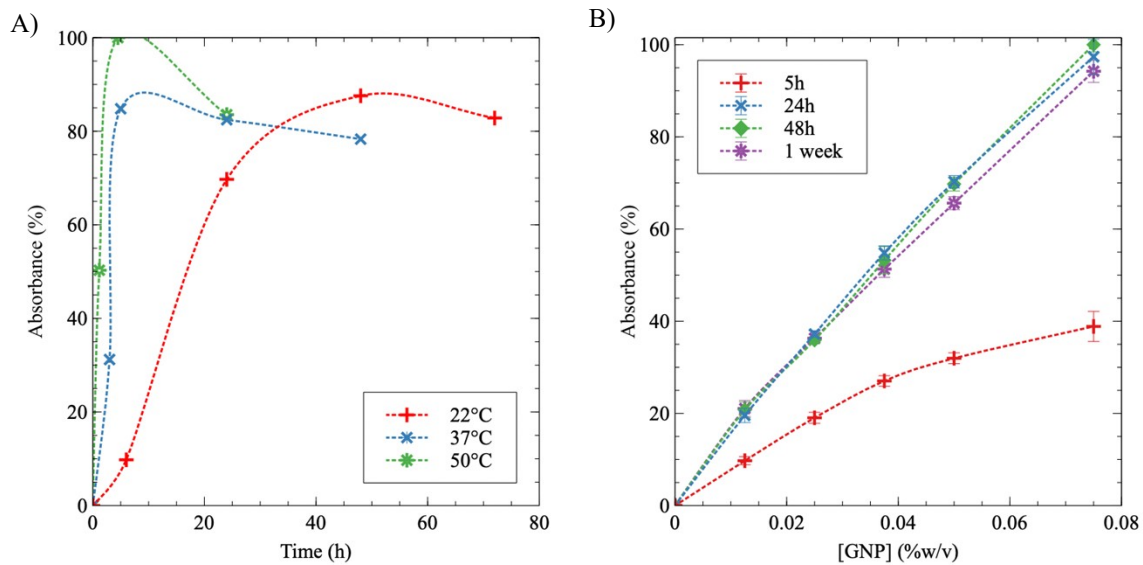 A)
100
80
60
40
20
0
Absorbance (%)
0 20 40 60 80
Time (h)
22°C
37°C
50°C
B)
100
80
60
40
20
0
Absorbance (%)
5h
24h
48h
1 week
0 0.02 0.04 0.06 0.08
[GNP] (%w/v)